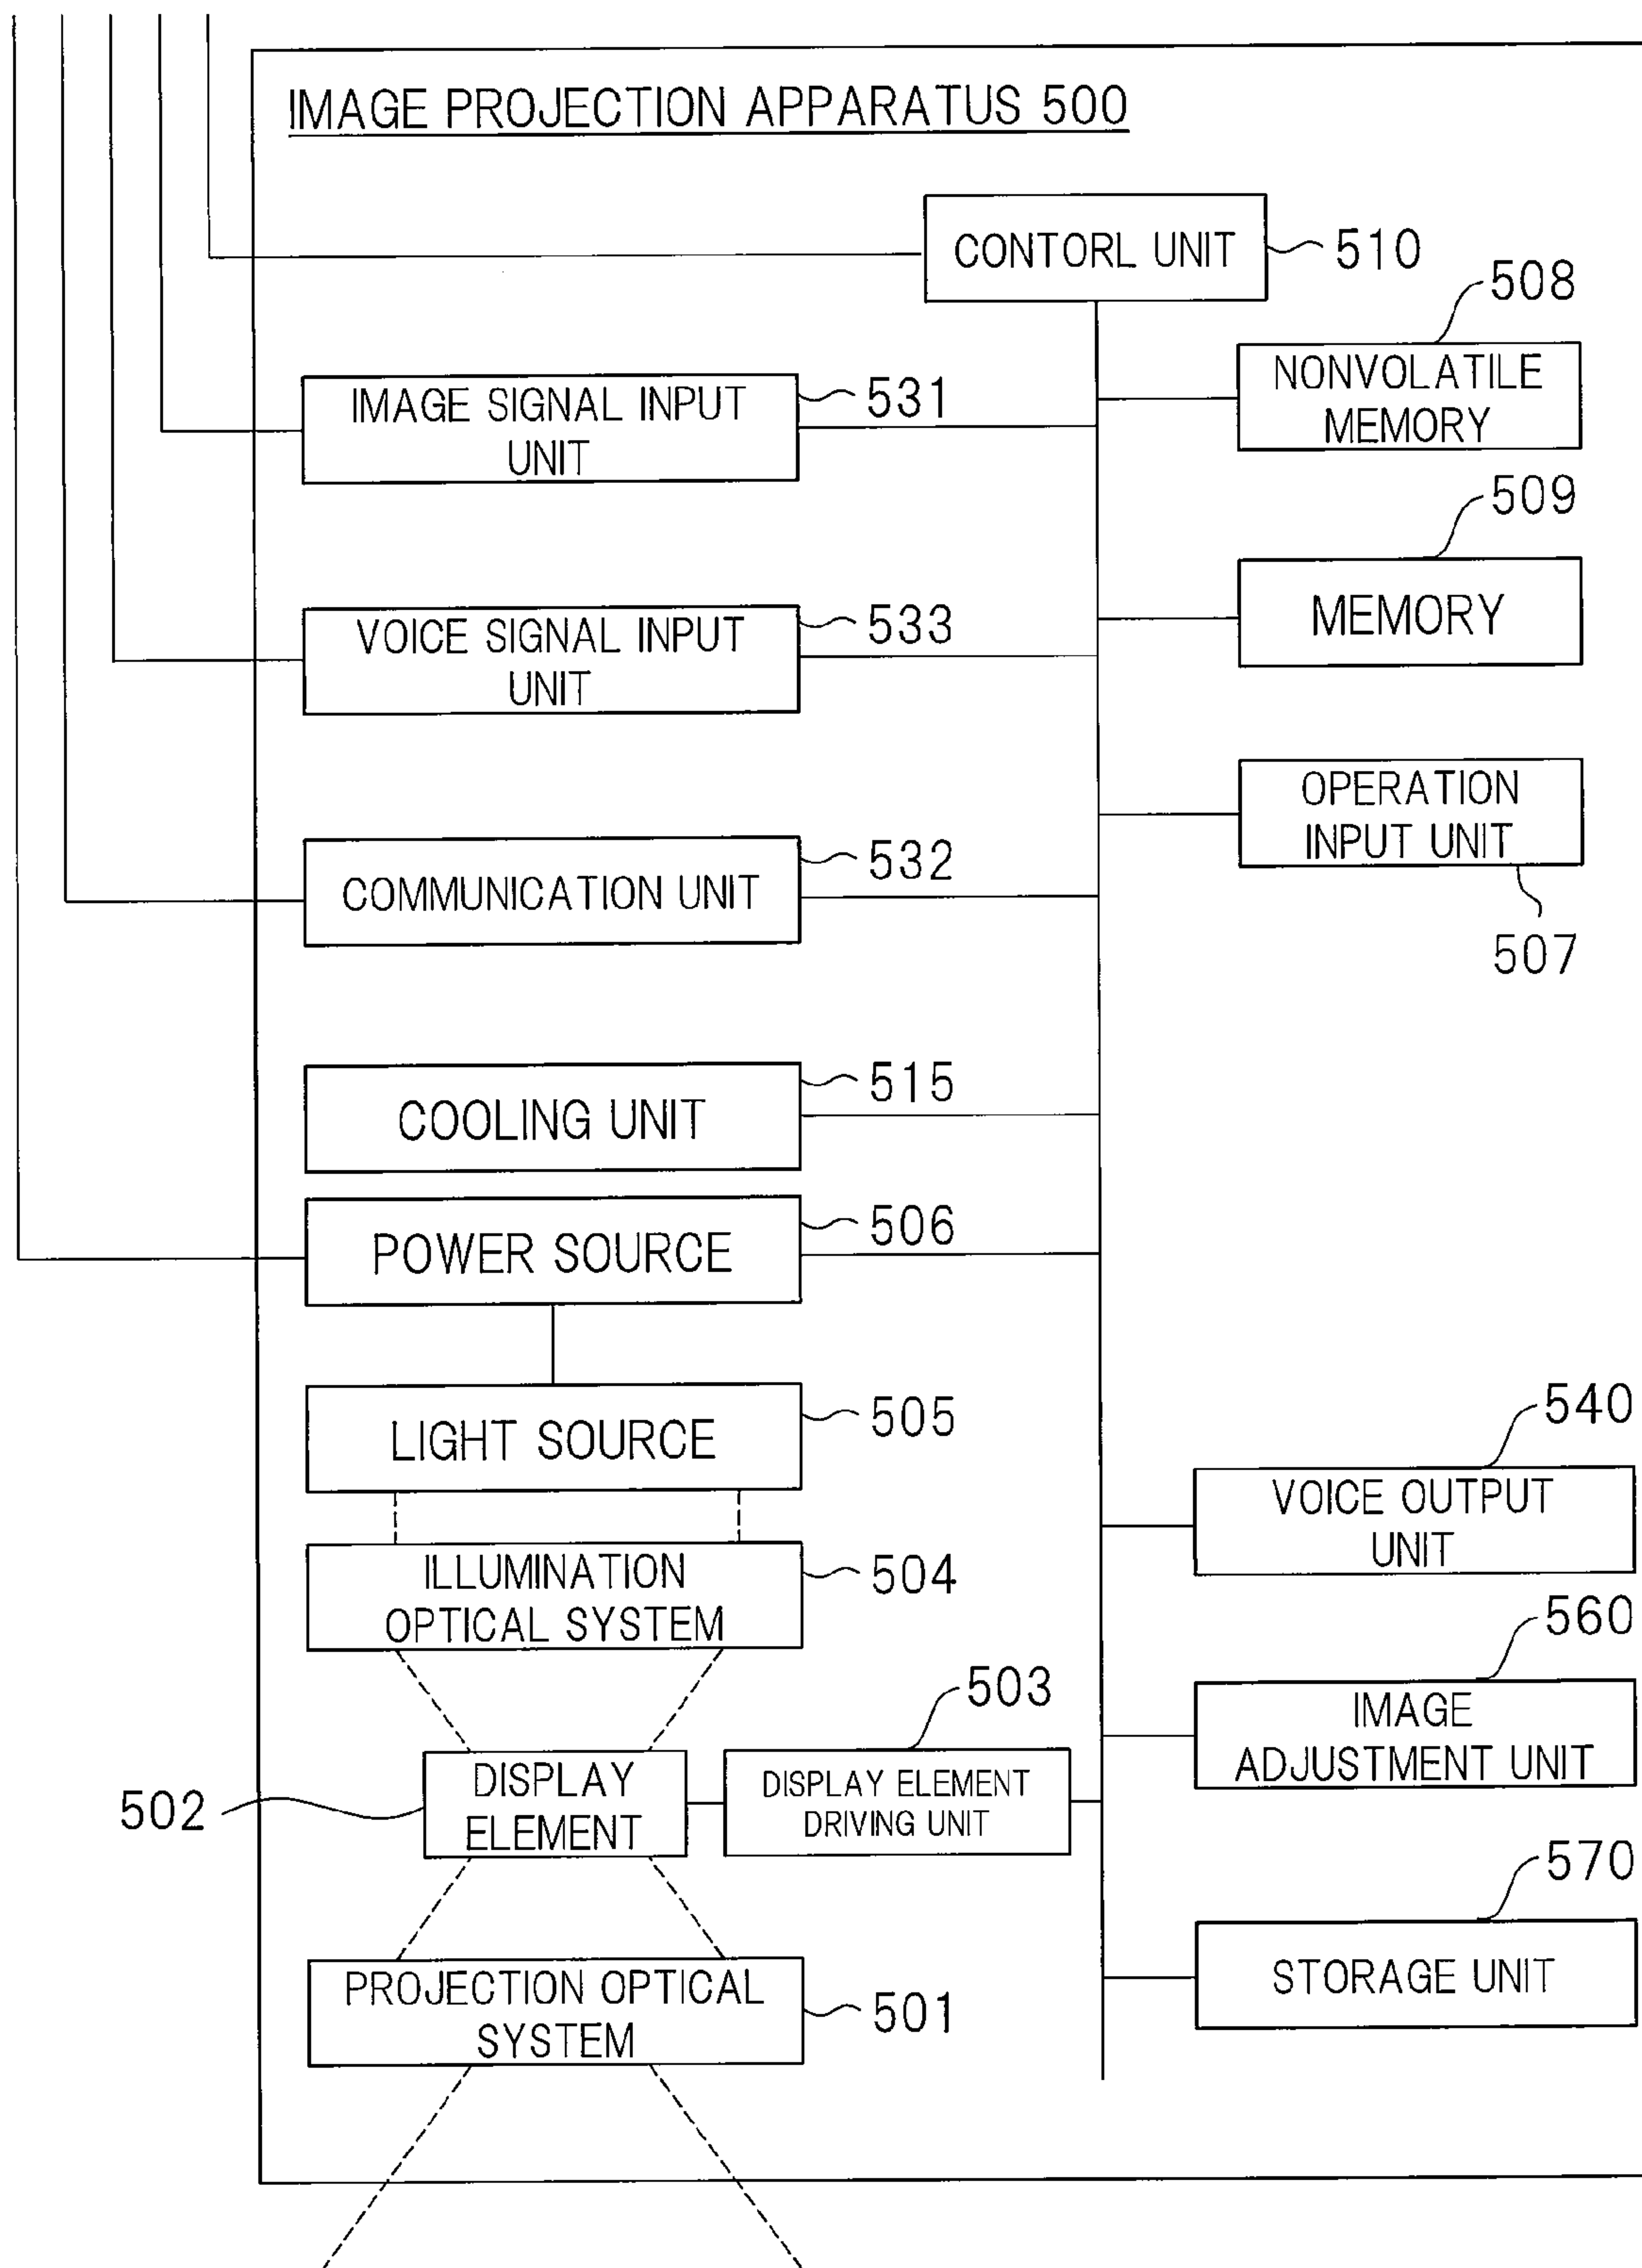 IMAGE PROJECTION APPARATUS 500
CONTORL UNIT
510
508
NONVOLATILE
MEMORY
IMAGE SIGNAL INPUT
UNIT
531
509
MEMORY
VOICE SIGNAL INPUT
UNIT
533
OPERATION
INPUT UNIT
507
COMMUNICATION UNIT
532
COOLING UNIT
515
POWER SOURCE
506
LIGHT SOURCE
505
540
VOICE OUTPUT
UNIT
ILLUMINATION
OPTICAL SYSTEM
504
560
IMAGE
ADJUSTMENT UNIT
503
502
DISPLAY
ELEMENT
DISPLAY ELEMENT
DRIVING UNIT
570
STORAGE UNIT
PROJECTION OPTICAL
SYSTEM
501